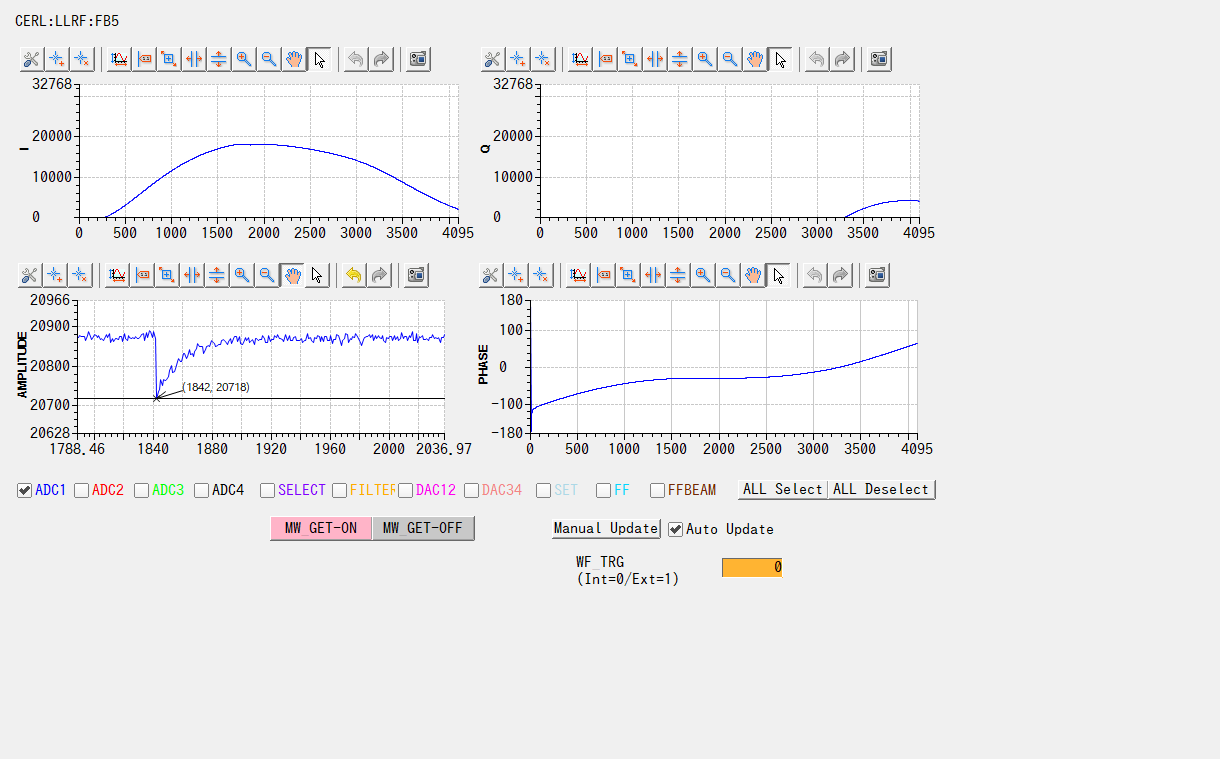 CERL:LLRF:FB5
32768
20000
10000
0
I
0 500 1000 1500 2000 2500 3000 3500 4095
32768
20000
10000
0
Q
0 500 1000 1500 2000 2500 3000 3500 4095
20966
20900
20800
20700
20628
AMPLITUDE
(1842, 20718)
1788.46 1840 1880 1920 1960 2000 2036.97
180
100
0
-100
-180
PHASE
0 500 1000 1500 2000 2500 3000 3500 4095
ADC1 ADC2 ADC3 ADC4 SELECT FILTER DAC12 DAC34 SET FF FFBEAM ALL Select ALL Deselect
MW_GET-ON MW_GET-OFF Manual Update Auto Update
WF_TRG
(Int=0/Ext=1) 0